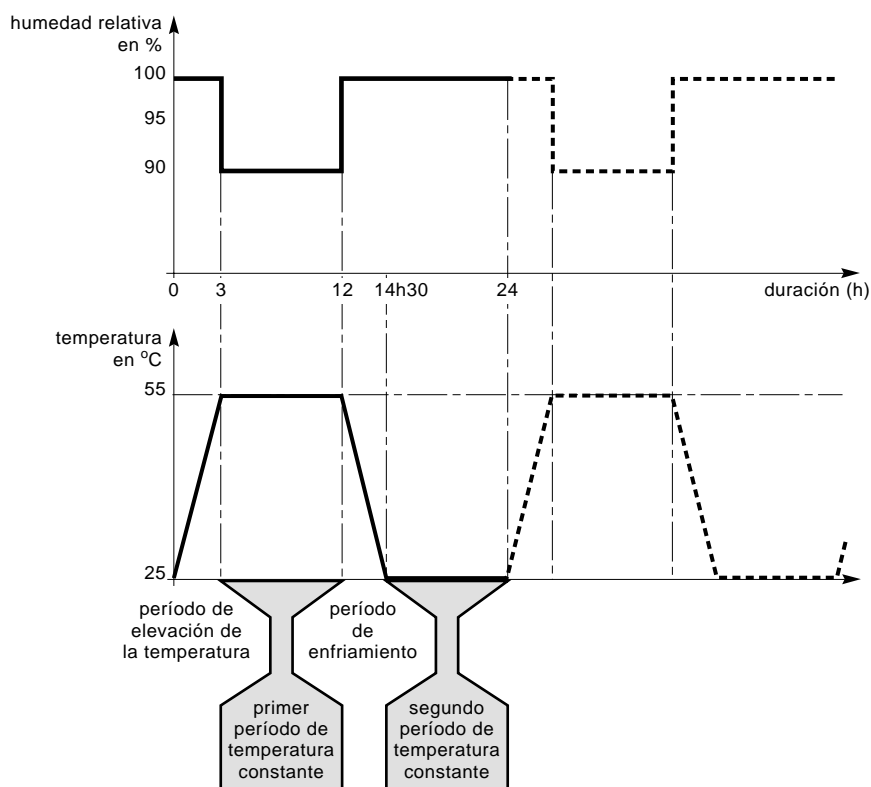 humedad relativa
en %
100
95
90
0 3 12 14h30 24 duración (h)
temperatura
en °C
55
25
período de
elevación de
la temperatura
período
de
enfriamiento
primer
período de
temperatura
constante
segundo
período de
temperatura
constante